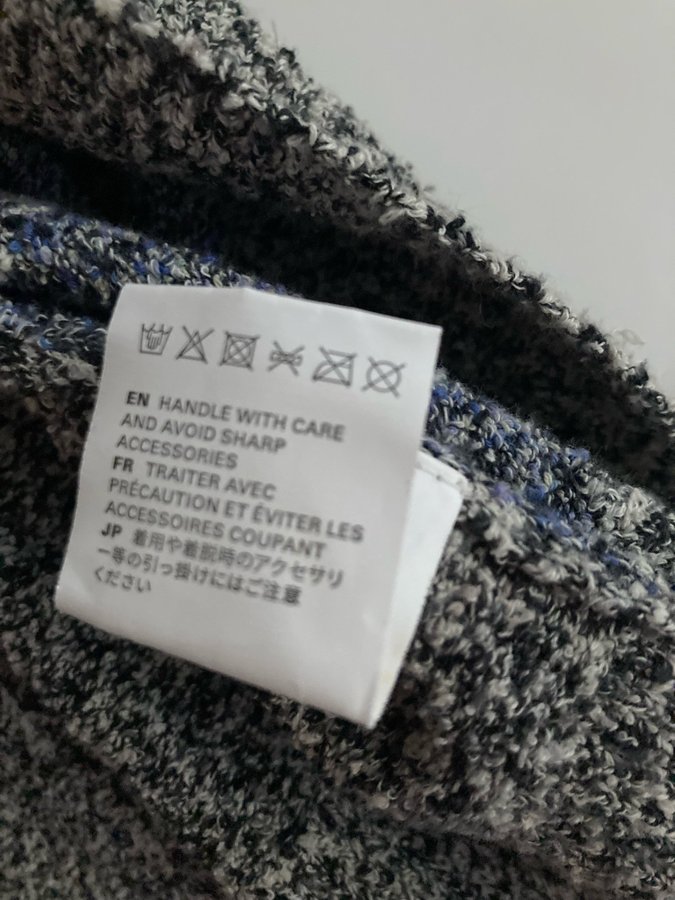 EN HANDLE WITH CARE
AND AVOID SHARP
ACCESSORIES
FR TRAITER AVEC
PRÉCAUTION ET ÉVITER LES
ACCESSOIRES COUPANT
JP 着用や着脱時のアクセサリ
ー等の引っ掛けにはご注意
ください